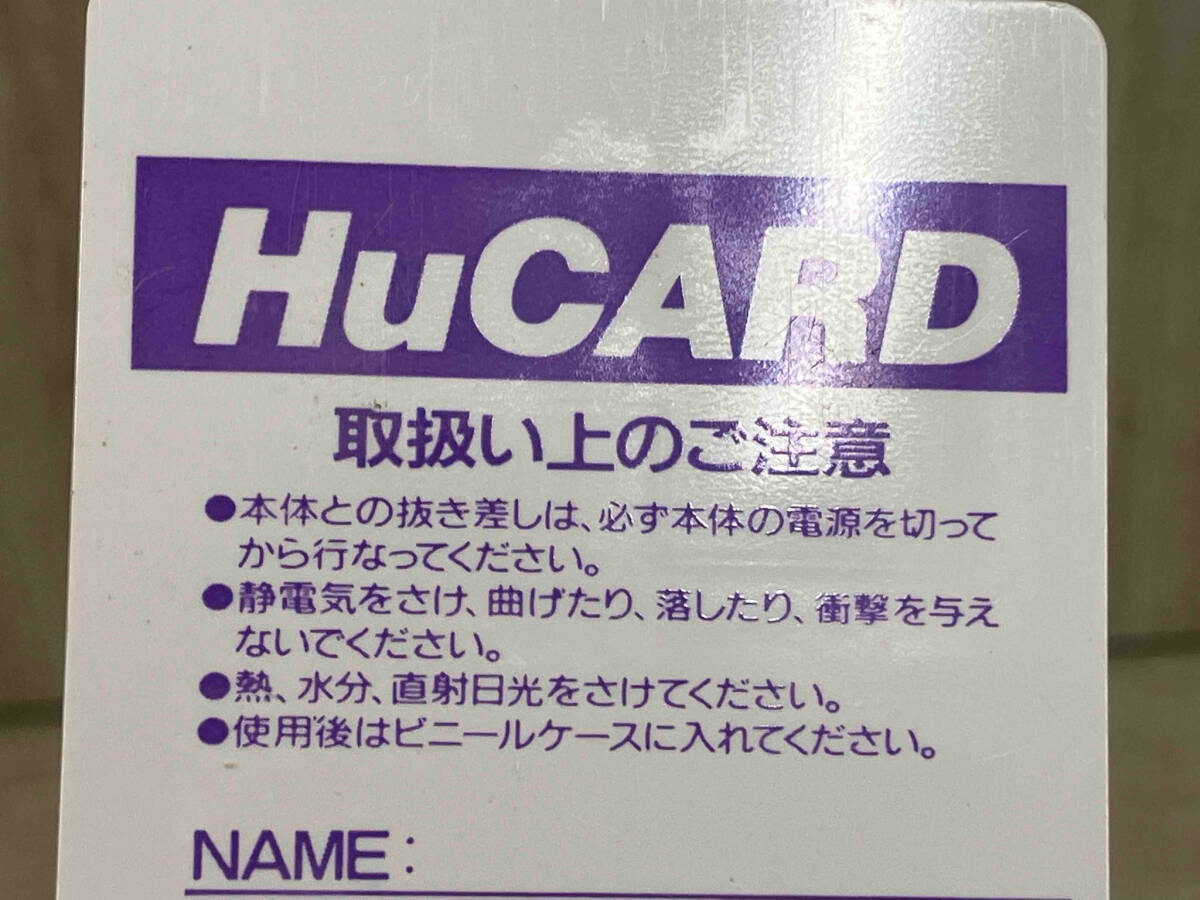 HuCARD
取扱い上のご注意
●本体との抜き差しは、必ず本体の電源を切って
から行なってください。
●静電気をさけ、曲げたり、落したり、衝撃を与え
ないでください。
●熱、水分、直射日光をさけてください。
●使用後はビニールケースに入れてください。
NAME: